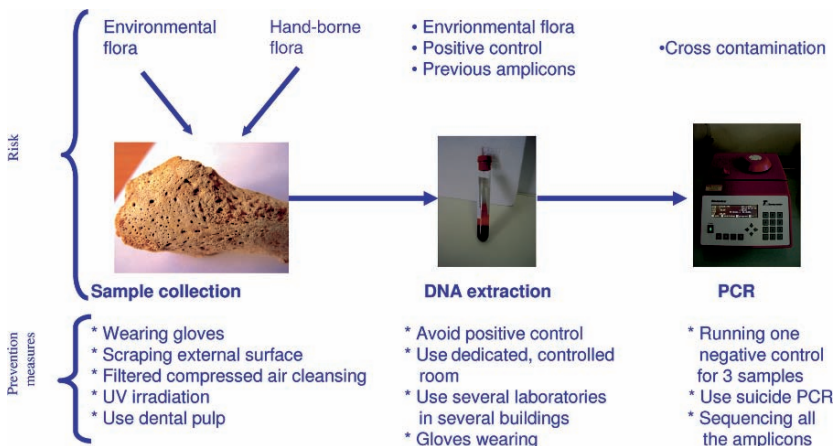 Environmental
flora
Hand-borne
flora
• Envrionmental flora
• Positive control
• Previous amplicons
•Cross contamination
Risk
Sample collection
DNA extraction
PCR
Prevention
measures
* Wearing gloves
* Scraping external surface
* Filtered compressed air cleansing
* UV irradiation
* Use dental pulp
* Avoid positive control
* Use dedicated, controlled
room
* Use several laboratories
in several buildings
* Gloves wearing
* Running one
negative control
for 3 samples
* Use suicide PCR
* Sequencing all
the amplicons